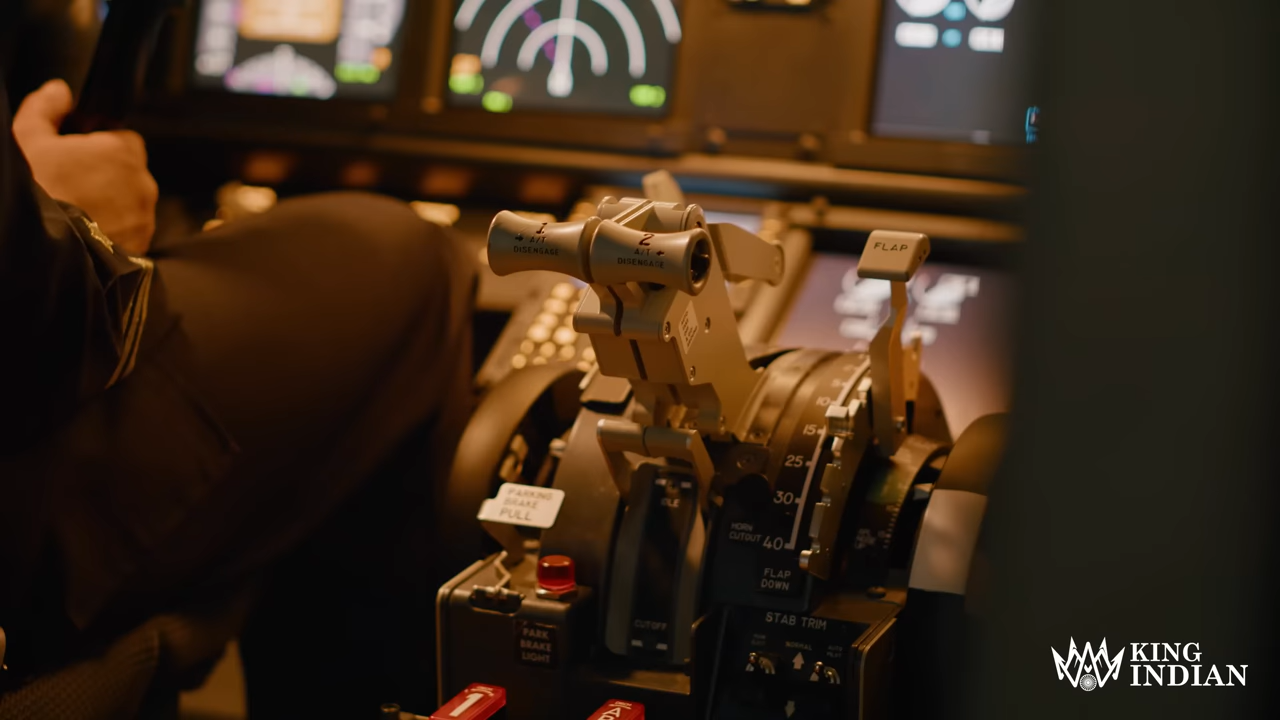 1
A/T
DISENGAGE
2
A/T
DISENGAGE
FLAP
10
15
25
30
40
PARKING
BRAKE
PULL
IDLE
HORN
CUTOUT
FLAP
DOWN
CUTOFF
STAB TRIM
NORMAL
PARK
BRAKE
LIGHT
1
KING
INDIAN